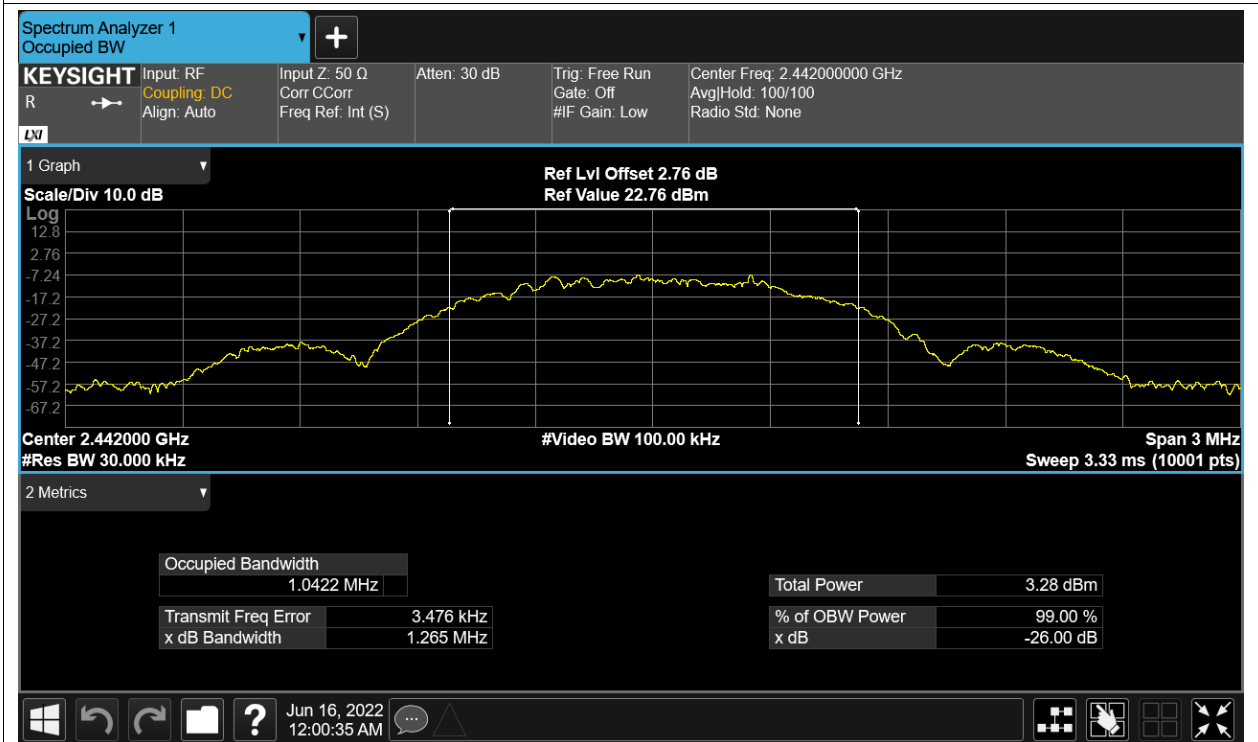 Spectrum Analyzer 1
Occupied BW
KEYSIGHT
R
LXI
Input: RF
Coupling: DC
Align: Auto
Input Z: 50 Ω
Corr CCorr
Freq Ref: Int (S)
Atten: 30 dB
Trig: Free Run
Gate: Off
#IF Gain: Low
Center Freq: 2.442000000 GHz
Avg|Hold: 100/100
Radio Std: None
1 Graph
Scale/Div 10.0 dB
Ref Lvl Offset 2.76 dB
Ref Value 22.76 dBm
Log
12.8
2.76
-7.24
-17.2
-27.2
-37.2
-47.2
-57.2
-67.2
Center 2.442000 GHz
#Res BW 30.000 kHz
#Video BW 100.00 kHz
Span 3 MHz
Sweep 3.33 ms (10001 pts)
2 Metrics
Occupied Bandwidth
1.0422 MHz
Transmit Freq Error 3.476 kHz
x dB Bandwidth 1.265 MHz
Total Power 3.28 dBm
% of OBW Power 99.00 %
x dB -26.00 dB
?
Jun 16, 2022
12:00:35 AM